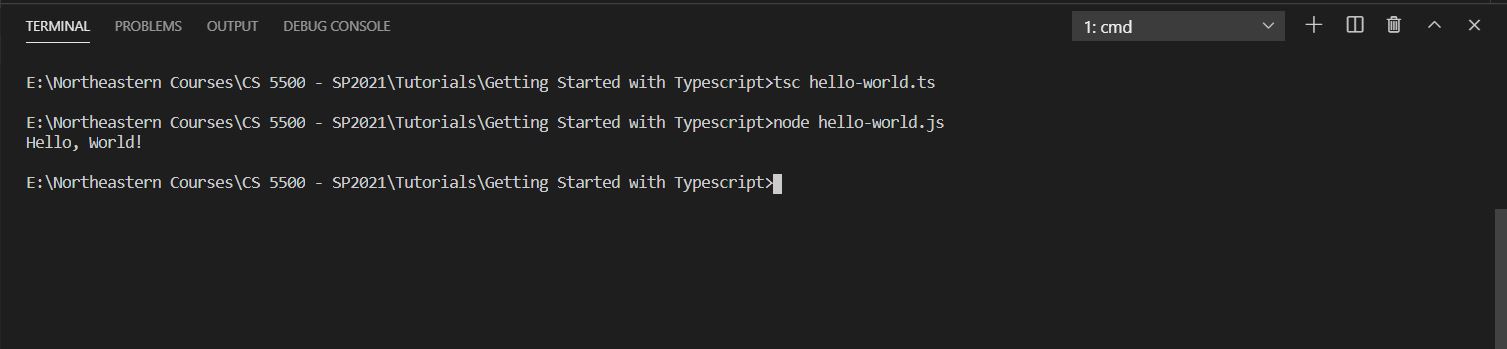 TERMINAL PROBLEMS OUTPUT DEBUG CONSOLE 1: cmd
E:\Northeastern Courses\CS 5500 - SP2021\Tutorials\Getting Started with Typescript>tsc hello-world.ts
E:\Northeastern Courses\CS 5500 - SP2021\Tutorials\Getting Started with Typescript>node hello-world.js
Hello, World!
E:\Northeastern Courses\CS 5500 - SP2021\Tutorials\Getting Started with Typescript>